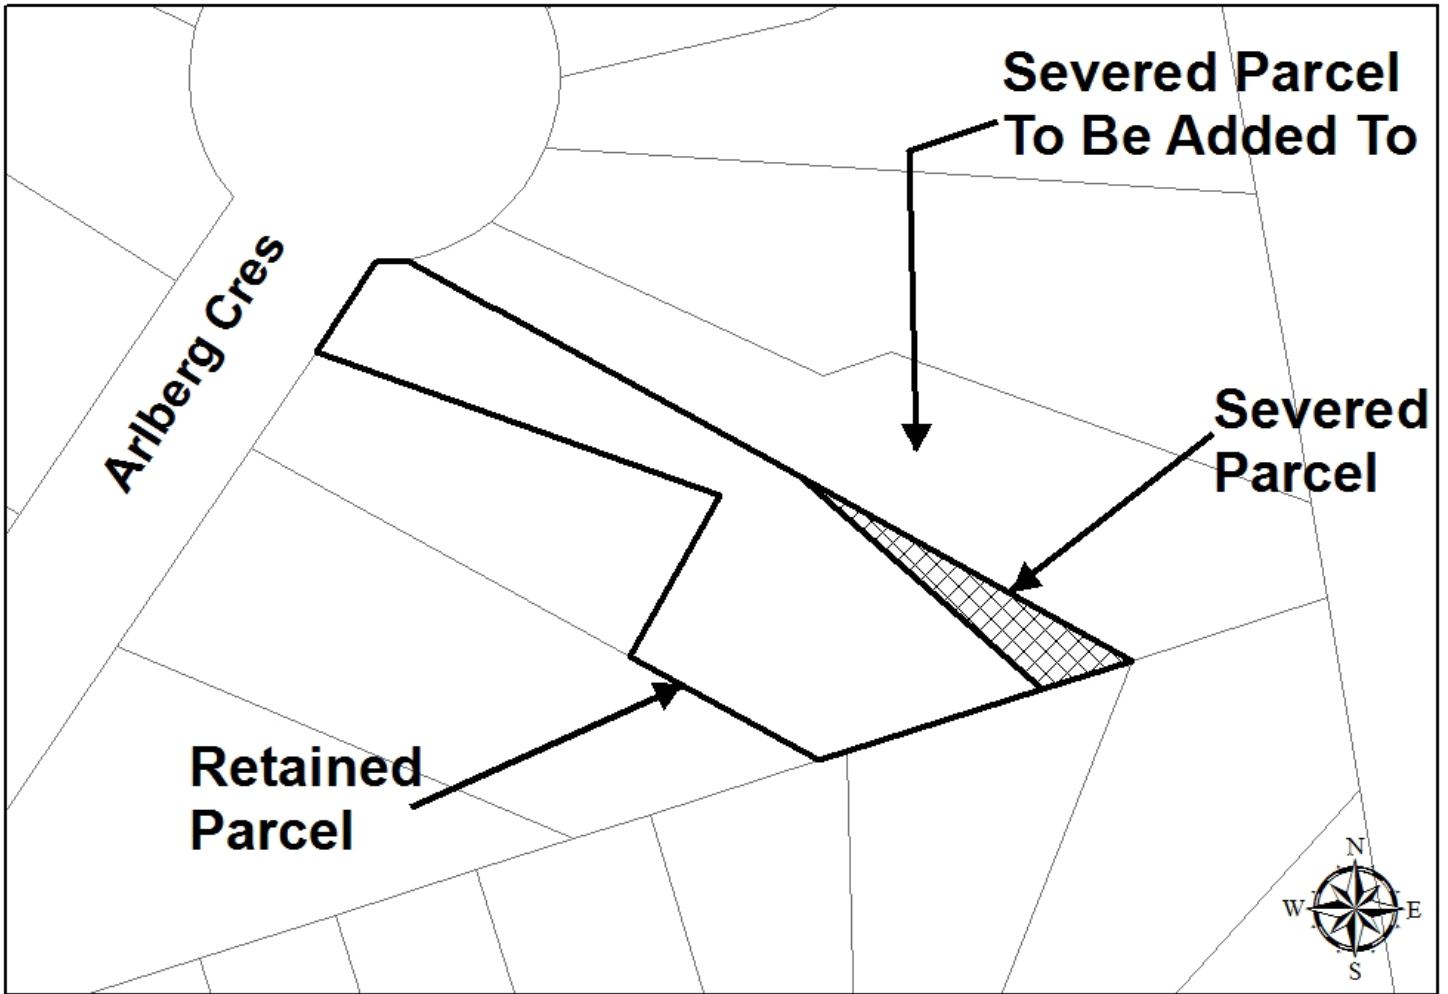 Severed Parcel
To Be Added To
Arlberg Cres
Severed
Parcel
Retained
Parcel
N
W E
S